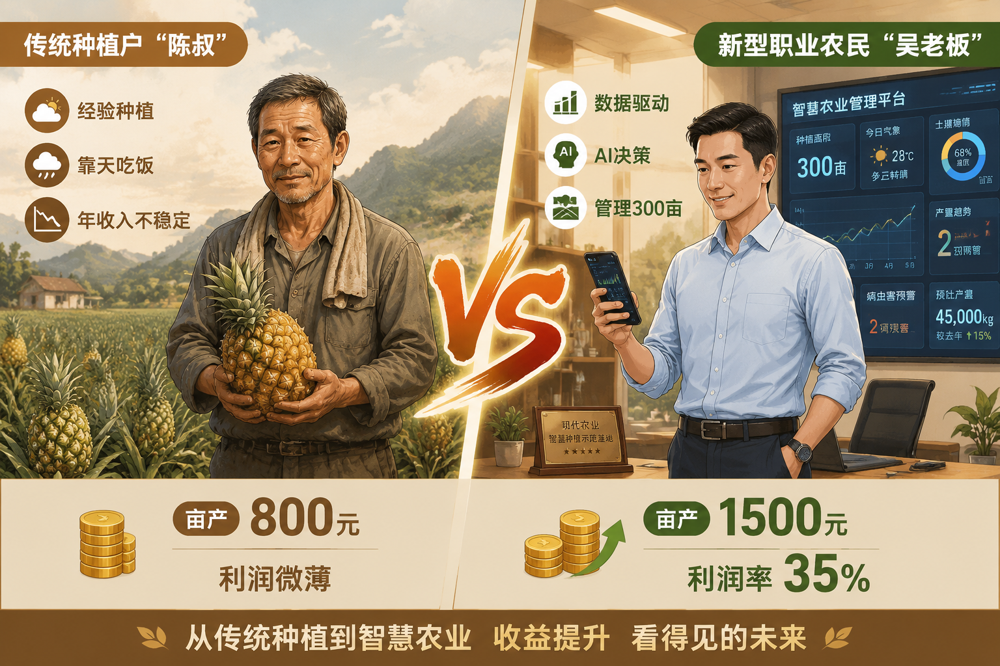 传统种植户“陈叔”
经验种植
靠天吃饭
年收入不稳定
新型职业农民“吴老板”
数据驱动
AI
AI决策
管理300亩
智慧农业管理平台
种植面积
300亩
今日气象
28°C
土壤墒情
68%
产量趋势
2
3月 4月 5月
病虫害预警
2
预计产量
45,000kg
较去年 ↑15%
VS
现代农业
智慧种植示范基地
★★★★★
亩产 800元
利润微薄
亩产 1500元
利润率 35%
从传统种植到智慧农业 收益提升 看得见的未来